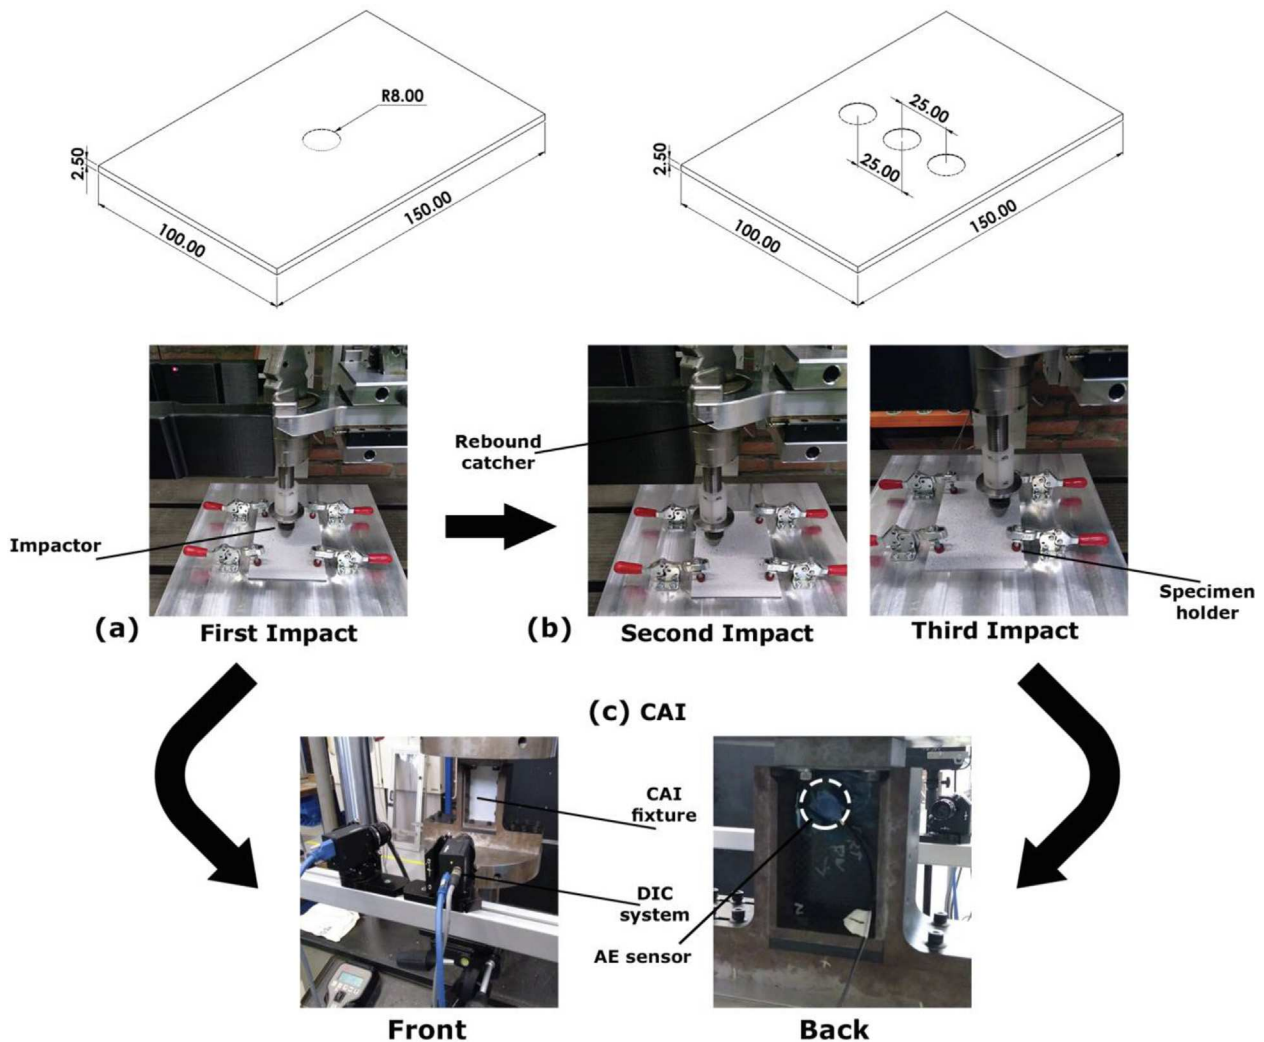 R8.00
2.50
100.00
150.00
25.00
25.00
2.50
100.00
150.00
Rebound
catcher
Impactor
Specimen
holder
(a)
First Impact
(b)
Second Impact
Third Impact
(c) CAI
CAI
fixture
DIC
system
AE sensor
Front
Back